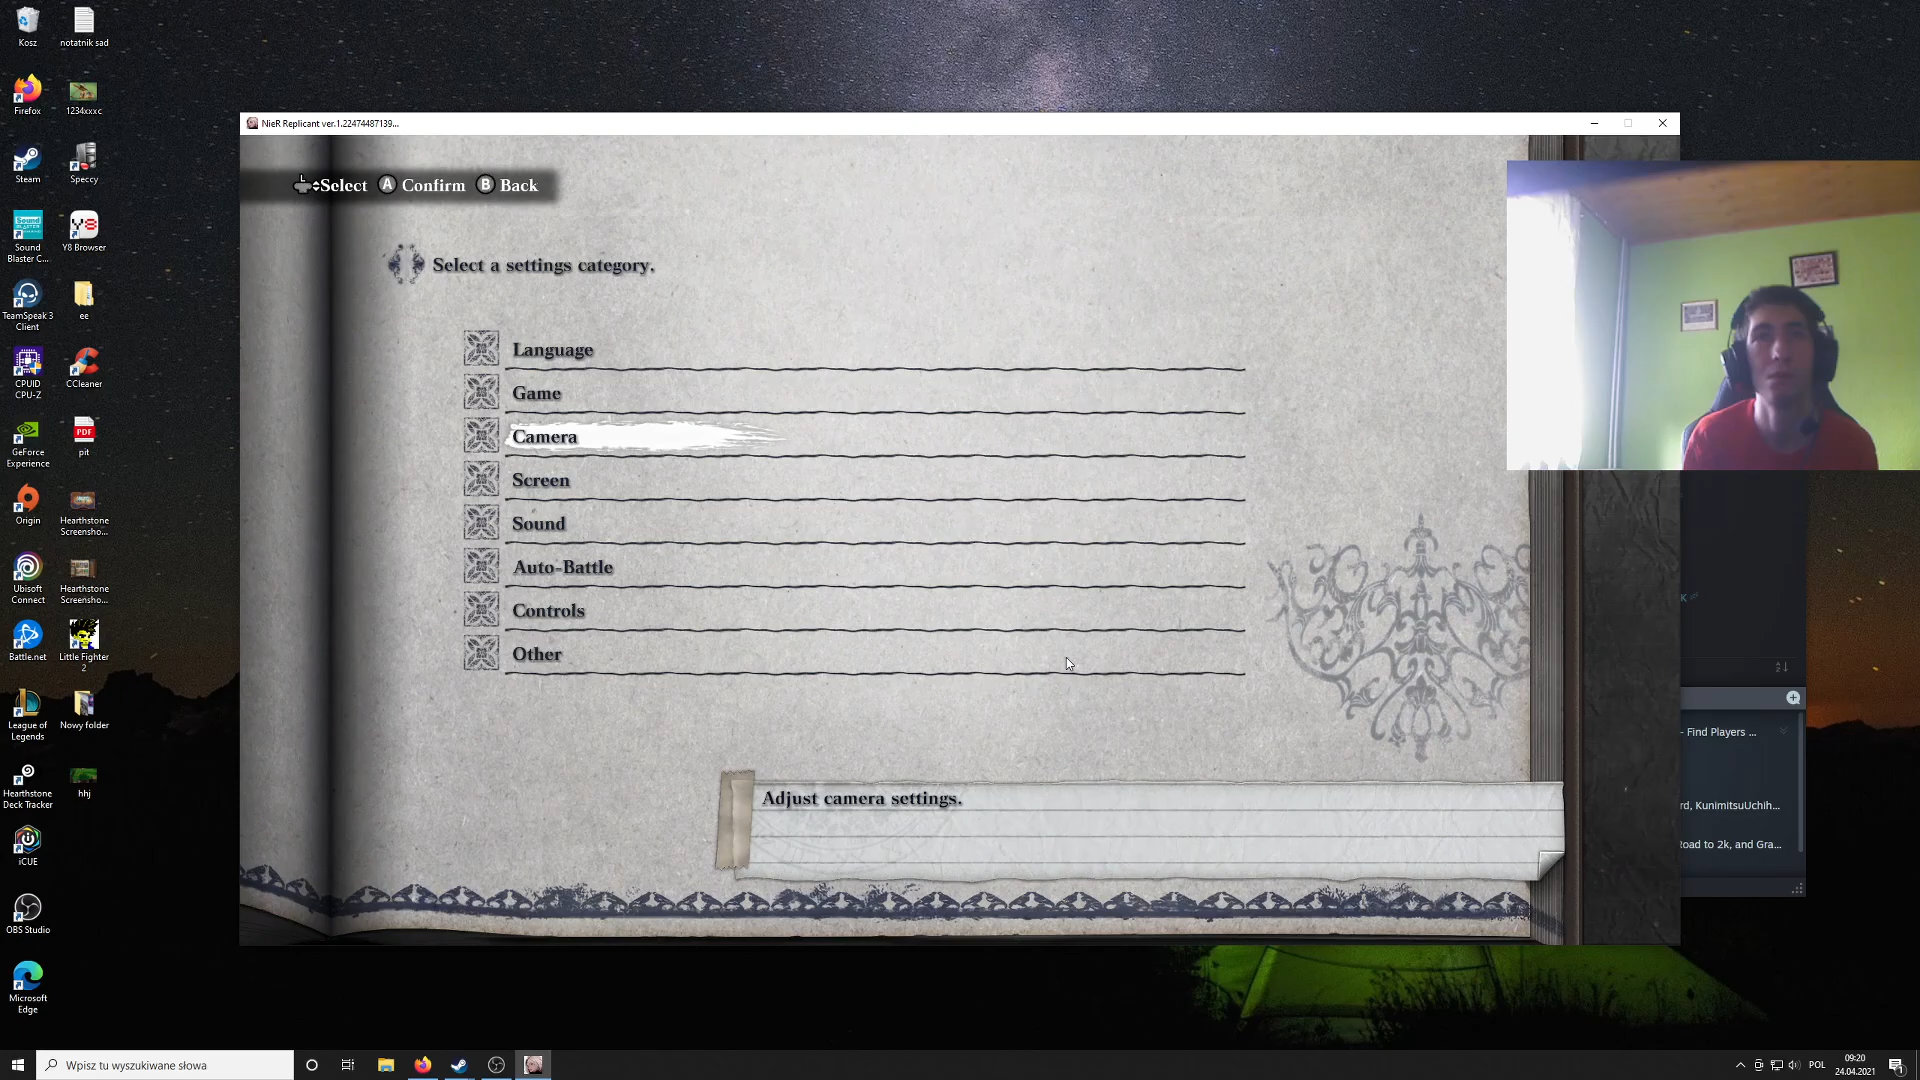 Kosz
notatnik sad
Firefox
1234xxxc
Steam
Speccy
Sound Blaster C...
Y8 Browser
TeamSpeak 3 Client
ee
CPUID CPU-Z
CCleaner
GeForce Experience
pit
Origin
Hearthstone Screensho...
Ubisoft Connect
Hearthstone Screensho...
Battle.net
Little Fighter 2
League of Legends
Nowy folder
Hearthstone Deck Tracker
hhj
iCUE
OBS Studio
Microsoft Edge
NieR Replicant ver.1.22474487139...
L Select A Confirm B Back
Select a settings category.
Language
Game
Camera
Screen
Sound
Auto-Battle
Controls
Other
Adjust camera settings.
K
- Find Players ...
rd, KunimitsuUchih...
Road to 2k, and Gra...
Wpisz tu wyszukiwane słowa
POL
09:20
24.04.2021